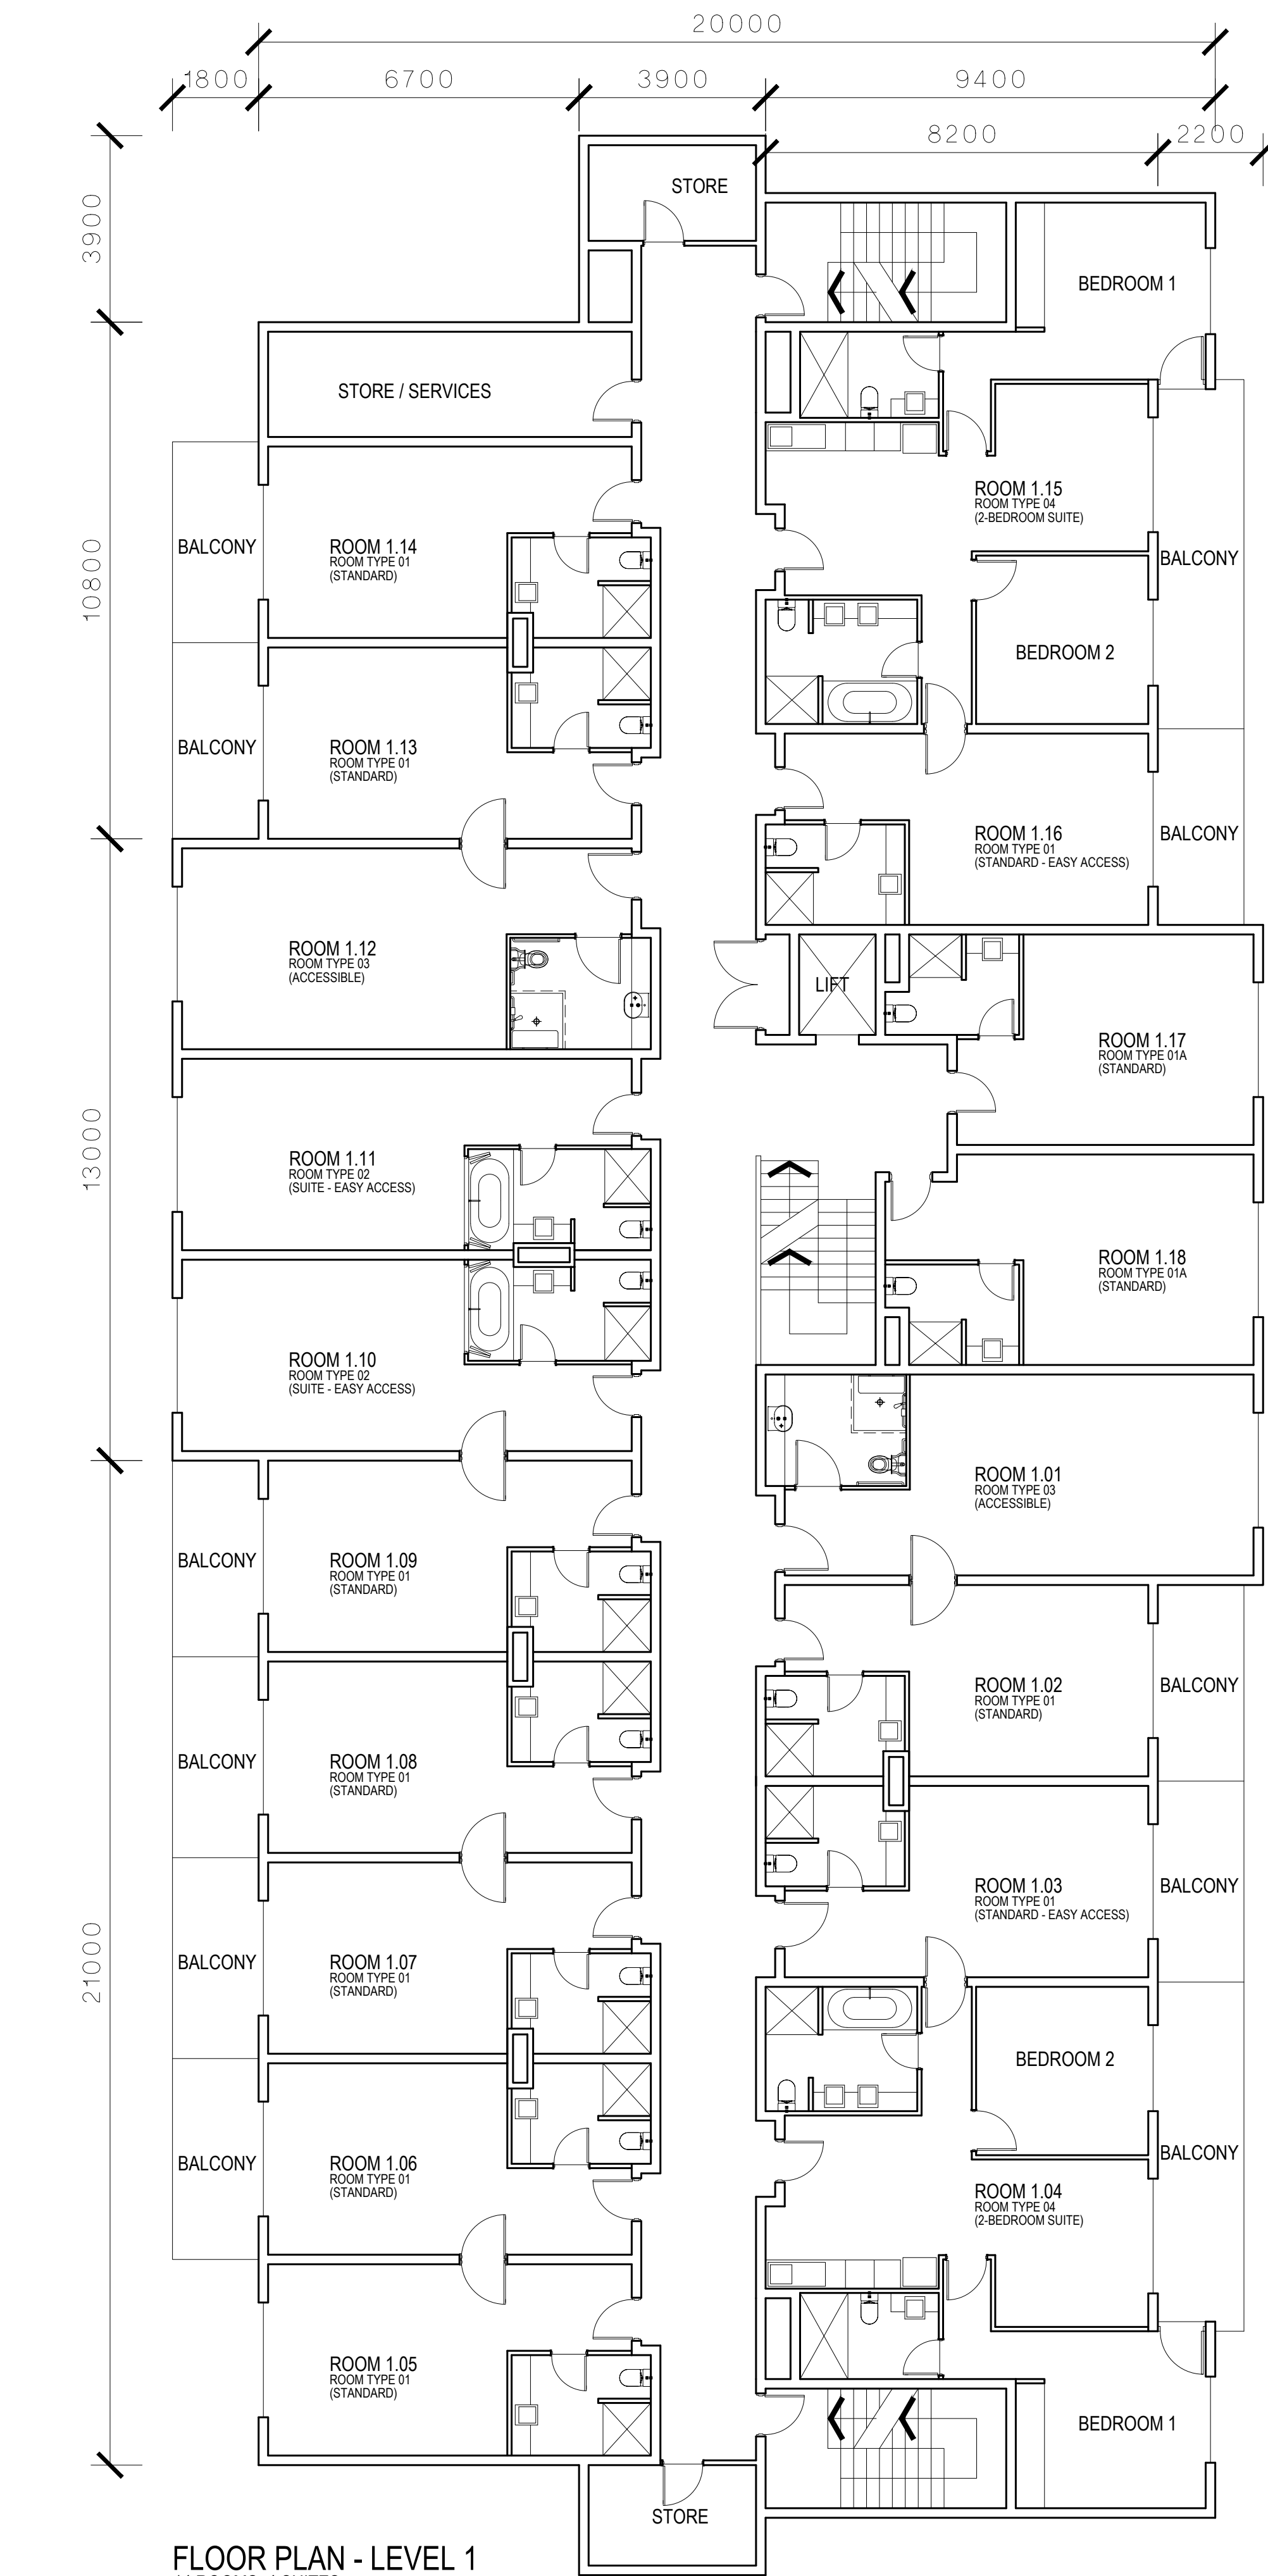 20000
1800
6700
3900
9400
8200
2200
3900
10800
13000
21000
STORE
BEDROOM 1
STORE / SERVICES
ROOM 1.15
ROOM TYPE 04
(2-BEDROOM SUITE)
BALCONY
BALCONY
ROOM 1.14
ROOM TYPE 01
(STANDARD)
BEDROOM 2
BALCONY
ROOM 1.13
ROOM TYPE 01
(STANDARD)
ROOM 1.16
ROOM TYPE 01
(STANDARD - EASY ACCESS)
BALCONY
ROOM 1.12
ROOM TYPE 03
(ACCESSIBLE)
LIFT
ROOM 1.17
ROOM TYPE 01A
(STANDARD)
ROOM 1.11
ROOM TYPE 02
(SUITE - EASY ACCESS)
ROOM 1.18
ROOM TYPE 01A
(STANDARD)
ROOM 1.10
ROOM TYPE 02
(SUITE - EASY ACCESS)
ROOM 1.01
ROOM TYPE 03
(ACCESSIBLE)
BALCONY
ROOM 1.09
ROOM TYPE 01
(STANDARD)
ROOM 1.02
ROOM TYPE 01
(STANDARD)
BALCONY
BALCONY
ROOM 1.08
ROOM TYPE 01
(STANDARD)
ROOM 1.03
ROOM TYPE 01
(STANDARD - EASY ACCESS)
BALCONY
BALCONY
ROOM 1.07
ROOM TYPE 01
(STANDARD)
BEDROOM 2
BALCONY
BALCONY
ROOM 1.06
ROOM TYPE 01
(STANDARD)
ROOM 1.04
ROOM TYPE 04
(2-BEDROOM SUITE)
ROOM 1.05
ROOM TYPE 01
(STANDARD)
BEDROOM 1
STORE
FLOOR PLAN - LEVEL 1